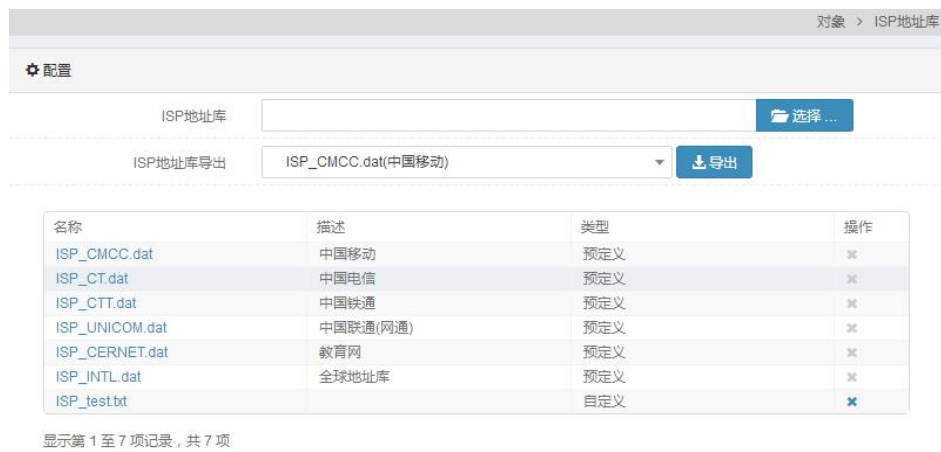 对象 > ISP地址库
配置
ISP地址库 选择 ...
ISP地址库导出 ISP_CMCC.dat(中国移动) 导出
名称 描述 类型 操作
ISP_CMCC.dat 中国移动 预定义
ISP_CT.dat 中国电信 预定义
ISP_CTT.dat 中国铁通 预定义
ISP_UNICOM.dat 中国联通(网通) 预定义
ISP_CERNET.dat 教育网 预定义
ISP_INTL.dat 全球地址库 预定义
ISP_test.txt 自定义
显示第 1 至 7 项记录，共 7 项